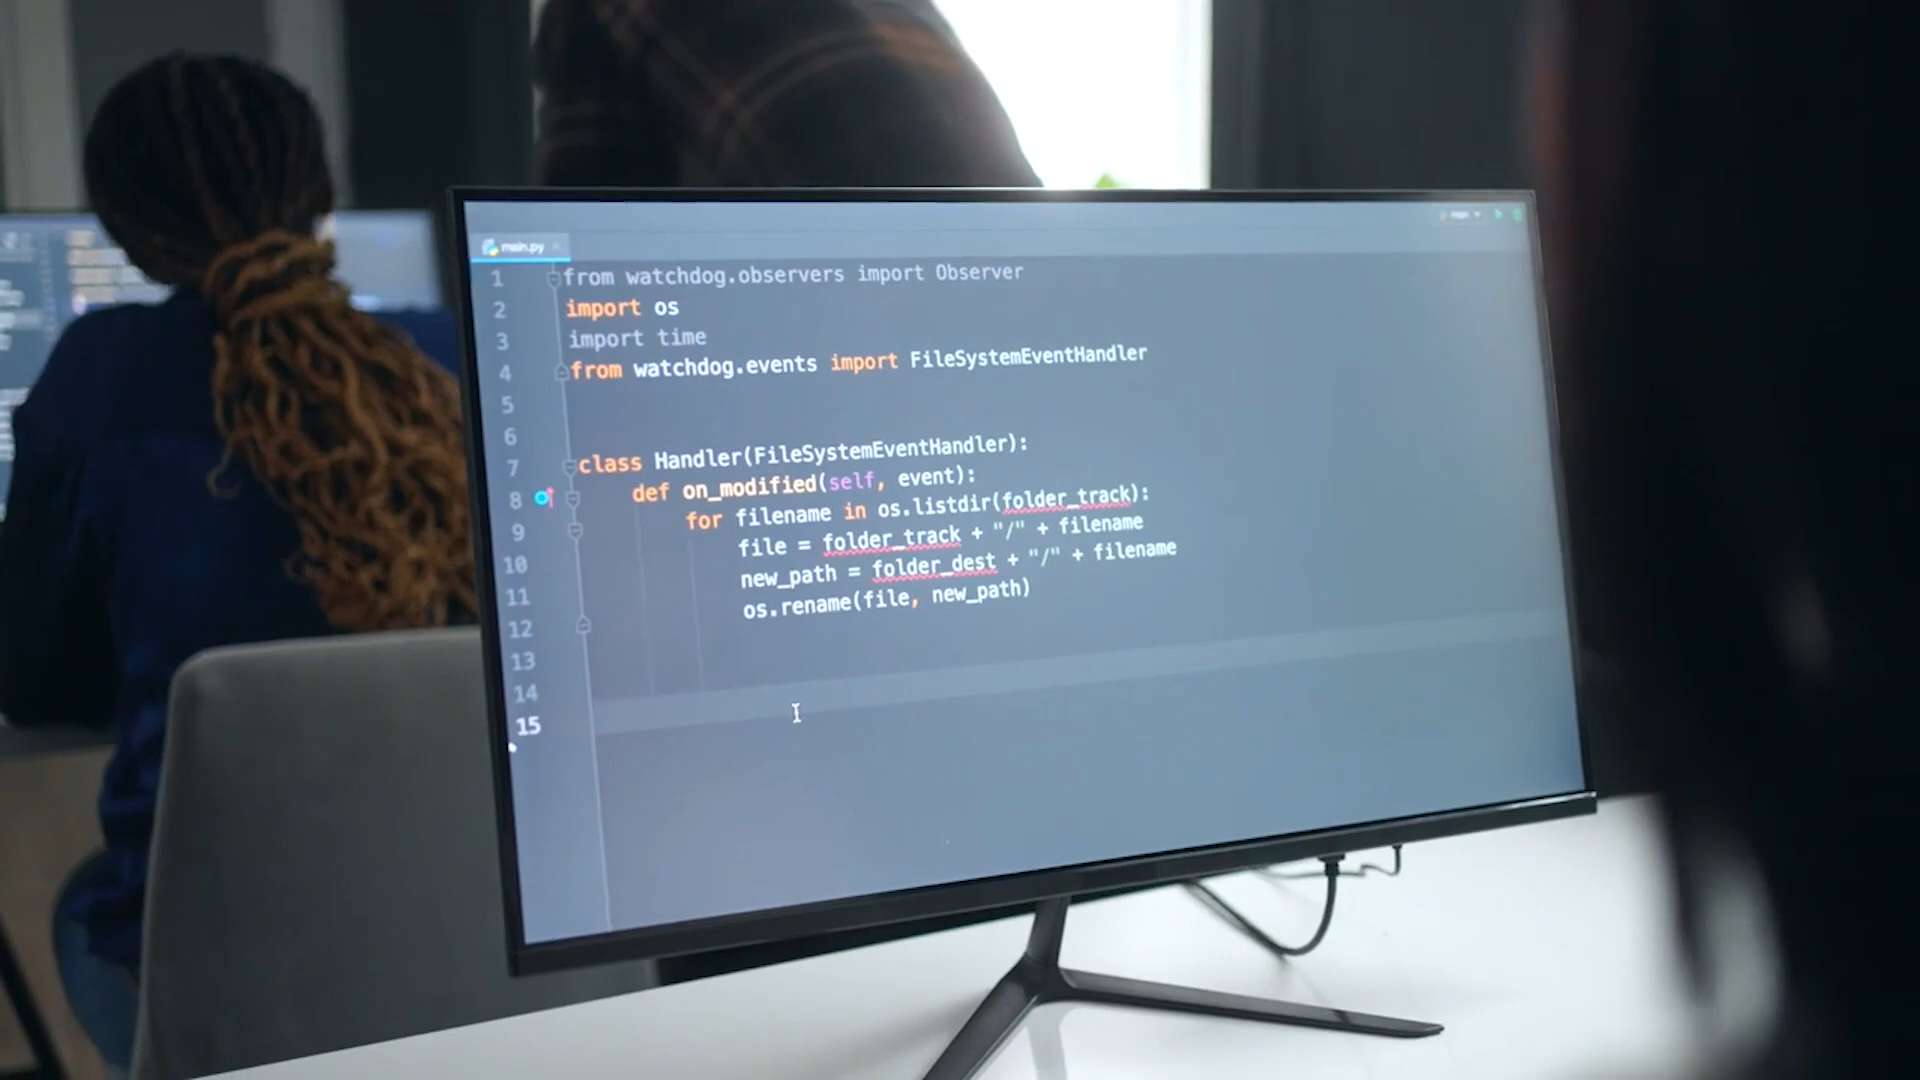 main.py
1 from watchdog.observers import Observer
2 import os
3 import time
4 from watchdog.events import import FileSystemEventHandler
5
6
7 class Handler(FileSystemEventHandler):
8 def on_modified(self, event):
9 for filename in os.listdir(folder_track):
10 file = folder_track + "/" + filename
11 new_path = folder_dest + "/" + filename
12 os.rename(file, new_path)
13
14
15